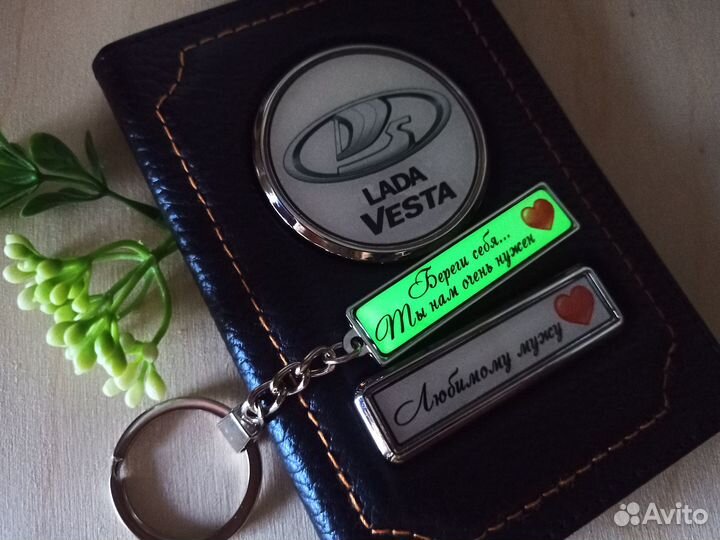 LADA
VESTA
Береги себя...
Ты нам очень нужен
Любимому мужу
Avito